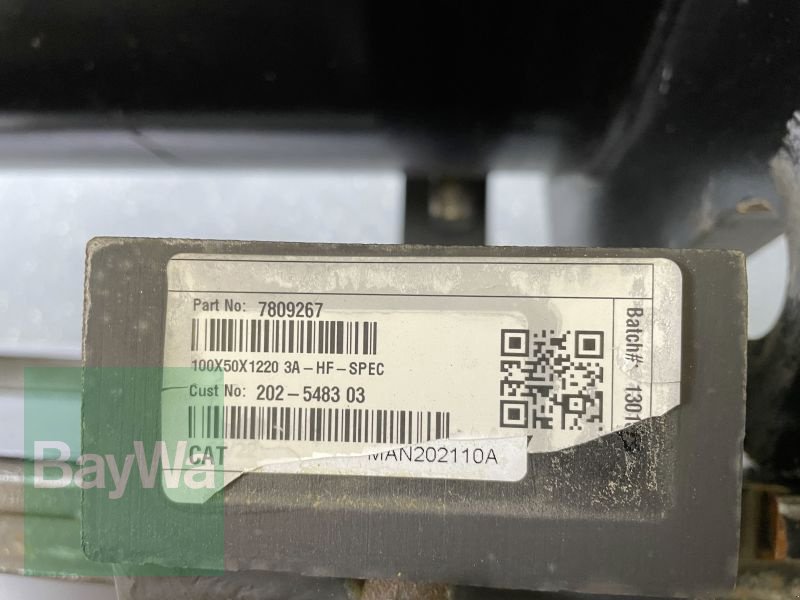 Part No: 7809267
100X50X1220 3A-HF-SPEC
Cust No: 202-5483 03
CAT
MAN202110A
Batch#: 1301
BayWa